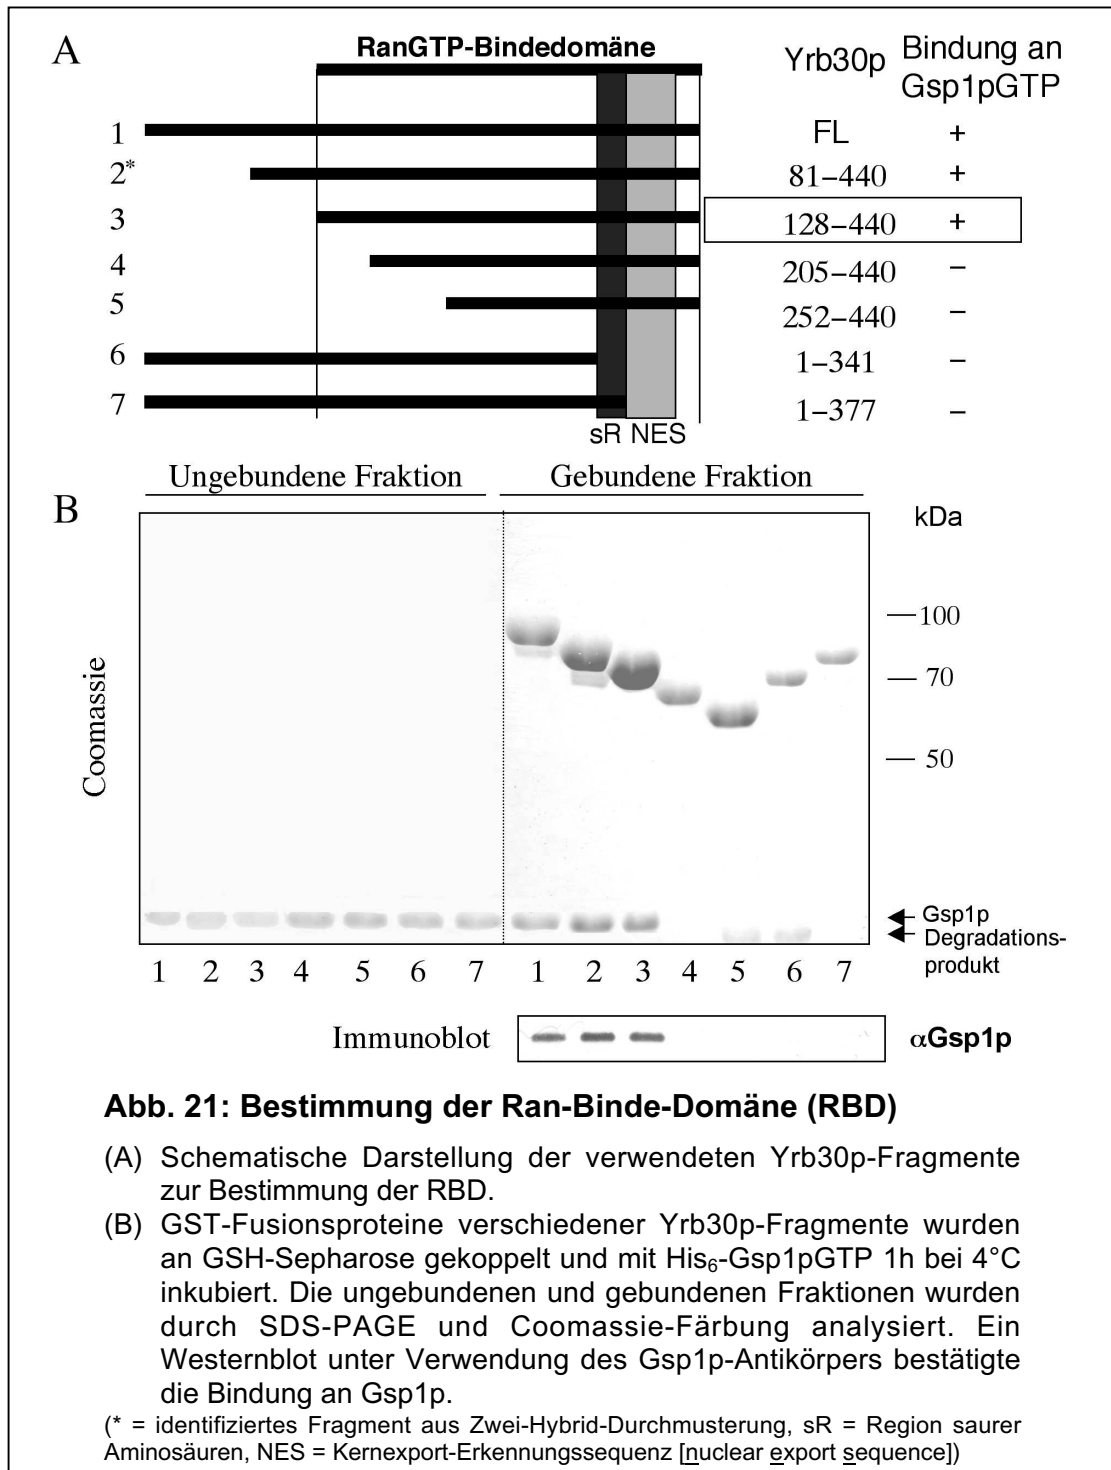 A
RanGTP-Bindedomäne
Yrb30p
Bindung an
Gsp1pGTP
1
FL
+
2*
81–440
+
3
128–440
+
4
205–440
–
5
252–440
–
6
1–341
–
7
1–377
–
sR NES
Ungebundene Fraktion
Gebundene Fraktion
B
kDa
Coomassie
100
70
50
Gsp1p
Degradations-
produkt
1 2 3 4 5 6 7 1 2 3 4 5 6 7
Immunoblot
αGsp1p
Abb. 21: Bestimmung der Ran-Binde-Domäne (RBD)
(A) Schematische Darstellung der verwendeten Yrb30p-Fragmente
zur Bestimmung der RBD.
(B) GST-Fusionsproteine verschiedener Yrb30p-Fragmente wurden
an GSH-Sepharose gekoppelt und mit His₆-Gsp1pGTP 1h bei 4°C
inkubiert. Die ungebundenen und gebundenen Fraktionen wurden
durch SDS-PAGE und Coomassie-Färbung analysiert. Ein
Westernblot unter Verwendung des Gsp1p-Antikörpers bestätigte
die Bindung an Gsp1p.
(* = identifiziertes Fragment aus Zwei-Hybrid-Durchmusterung, sR = Region saurer
Aminosäuren, NES = Kernexport-Erkennungssequenz [nuclear export sequence])